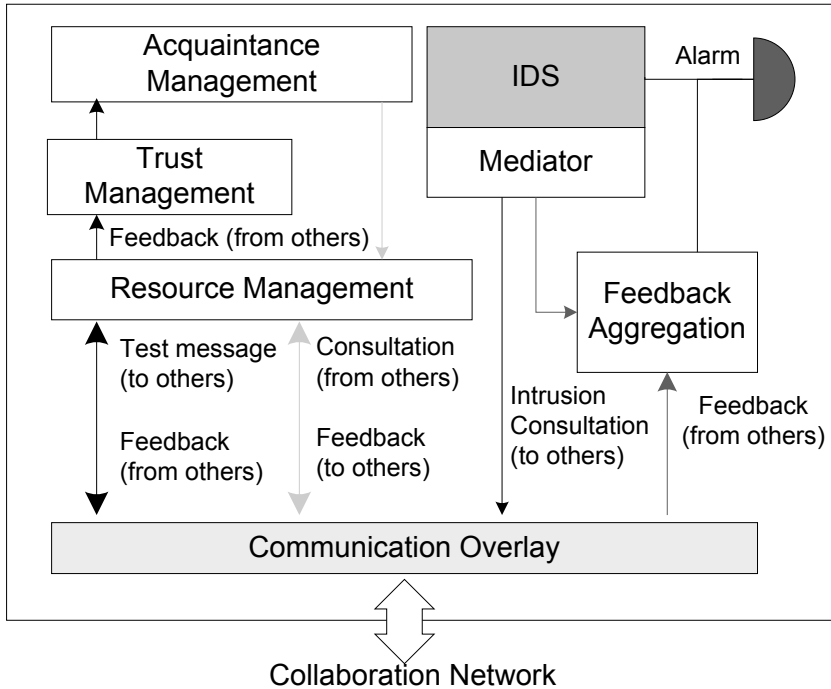 Acquaintance
Management
IDS
Alarm
Mediator
Trust
Management
Feedback (from others)
Resource Management
Feedback
Aggregation
Test message
(to others)
Consultation
(from others)
Feedback
(from others)
Feedback
(to others)
Intrusion
Consultation
(to others)
Feedback
(from others)
Communication Overlay
Collaboration Network